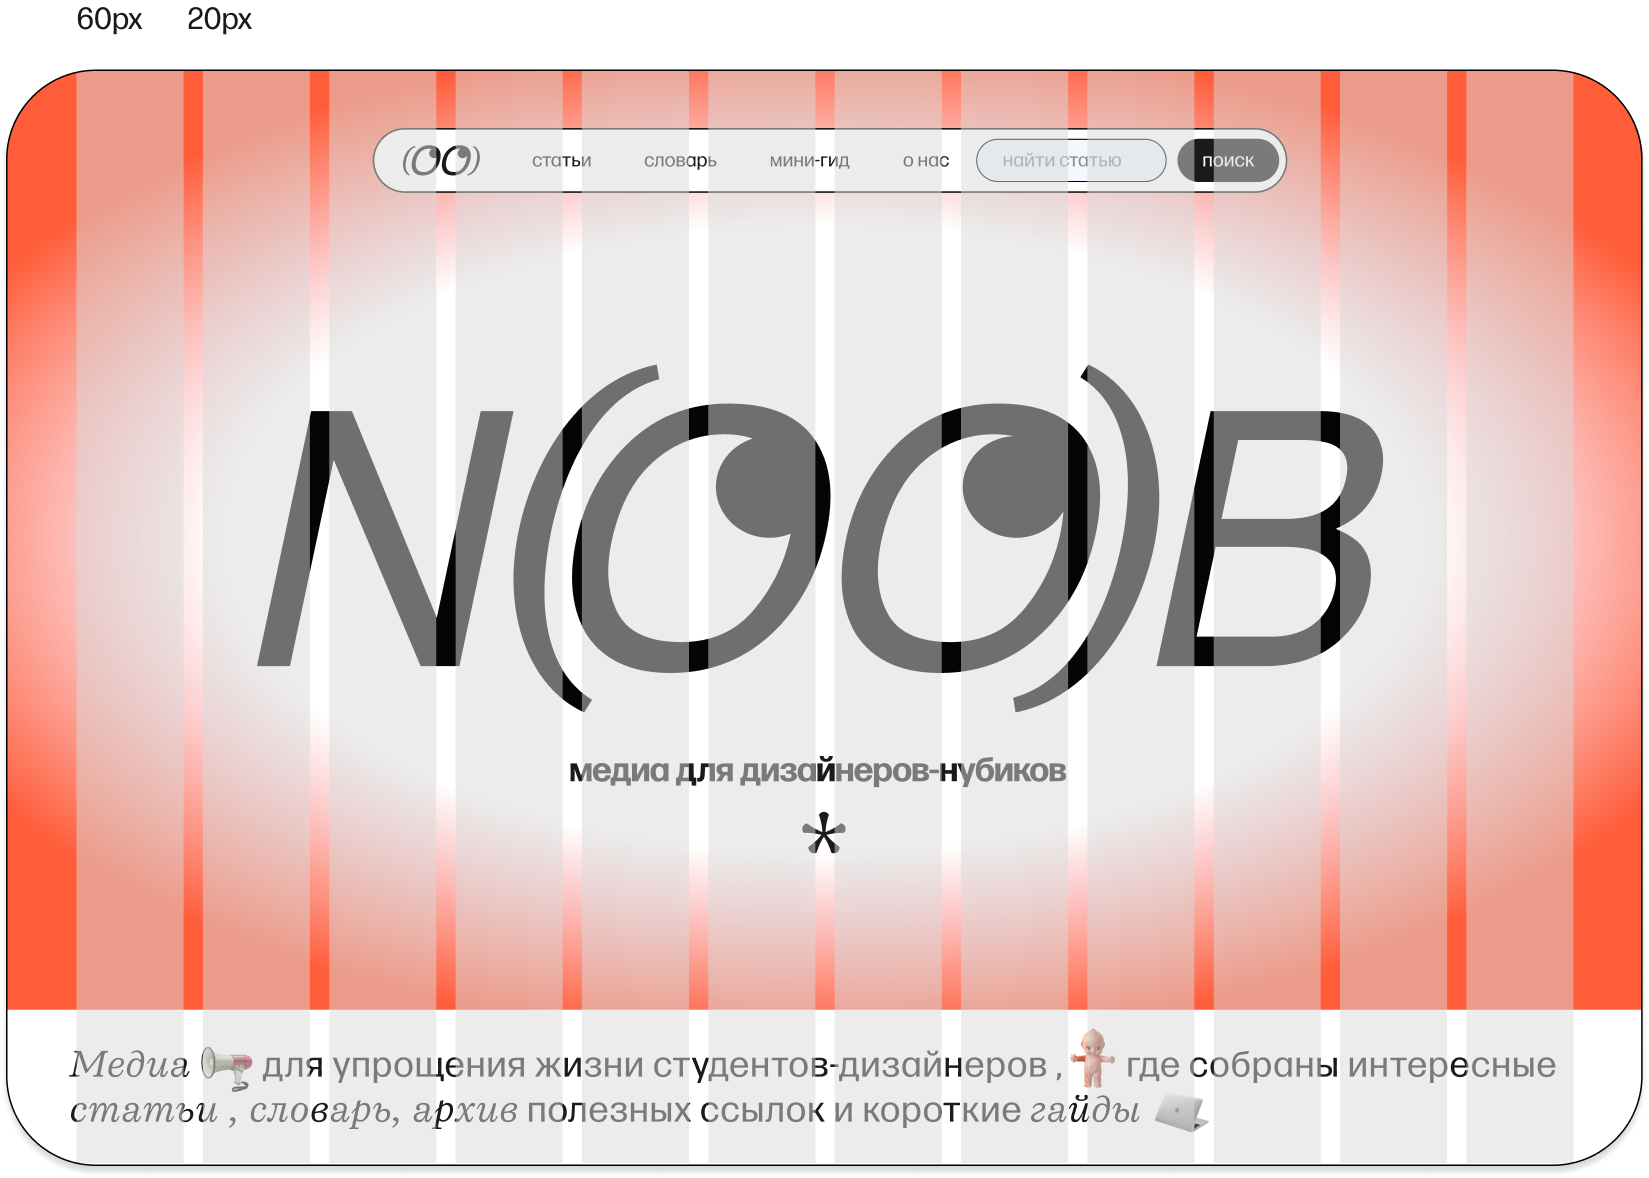 60px 20px
(OO) статьи словарь мини-гид о нас найти статью поиск
N(OO)B
медиа для дизайнеров-нубиков
*
Медиа для упрощения жизни студентов-дизайнеров , где собраны интересные
статьи , словарь, архив полезных ссылок и короткие гайды